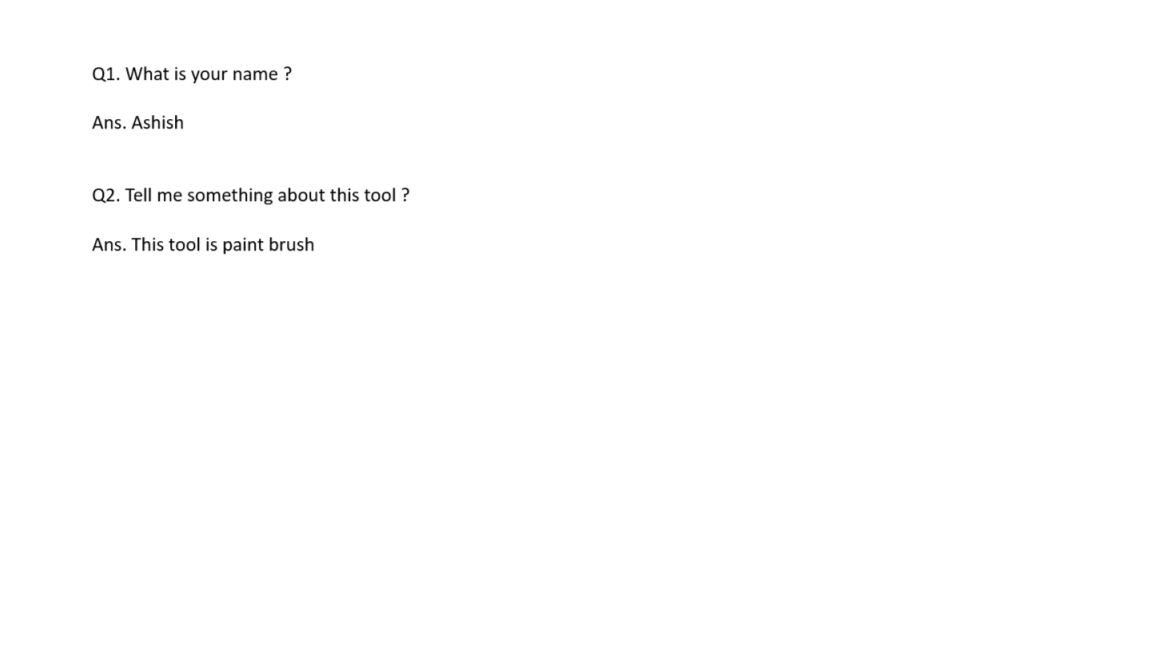 Q1. What is your name ?
Ans. Ashish
Q2. Tell me something about this tool ?
Ans. This tool is paint brush